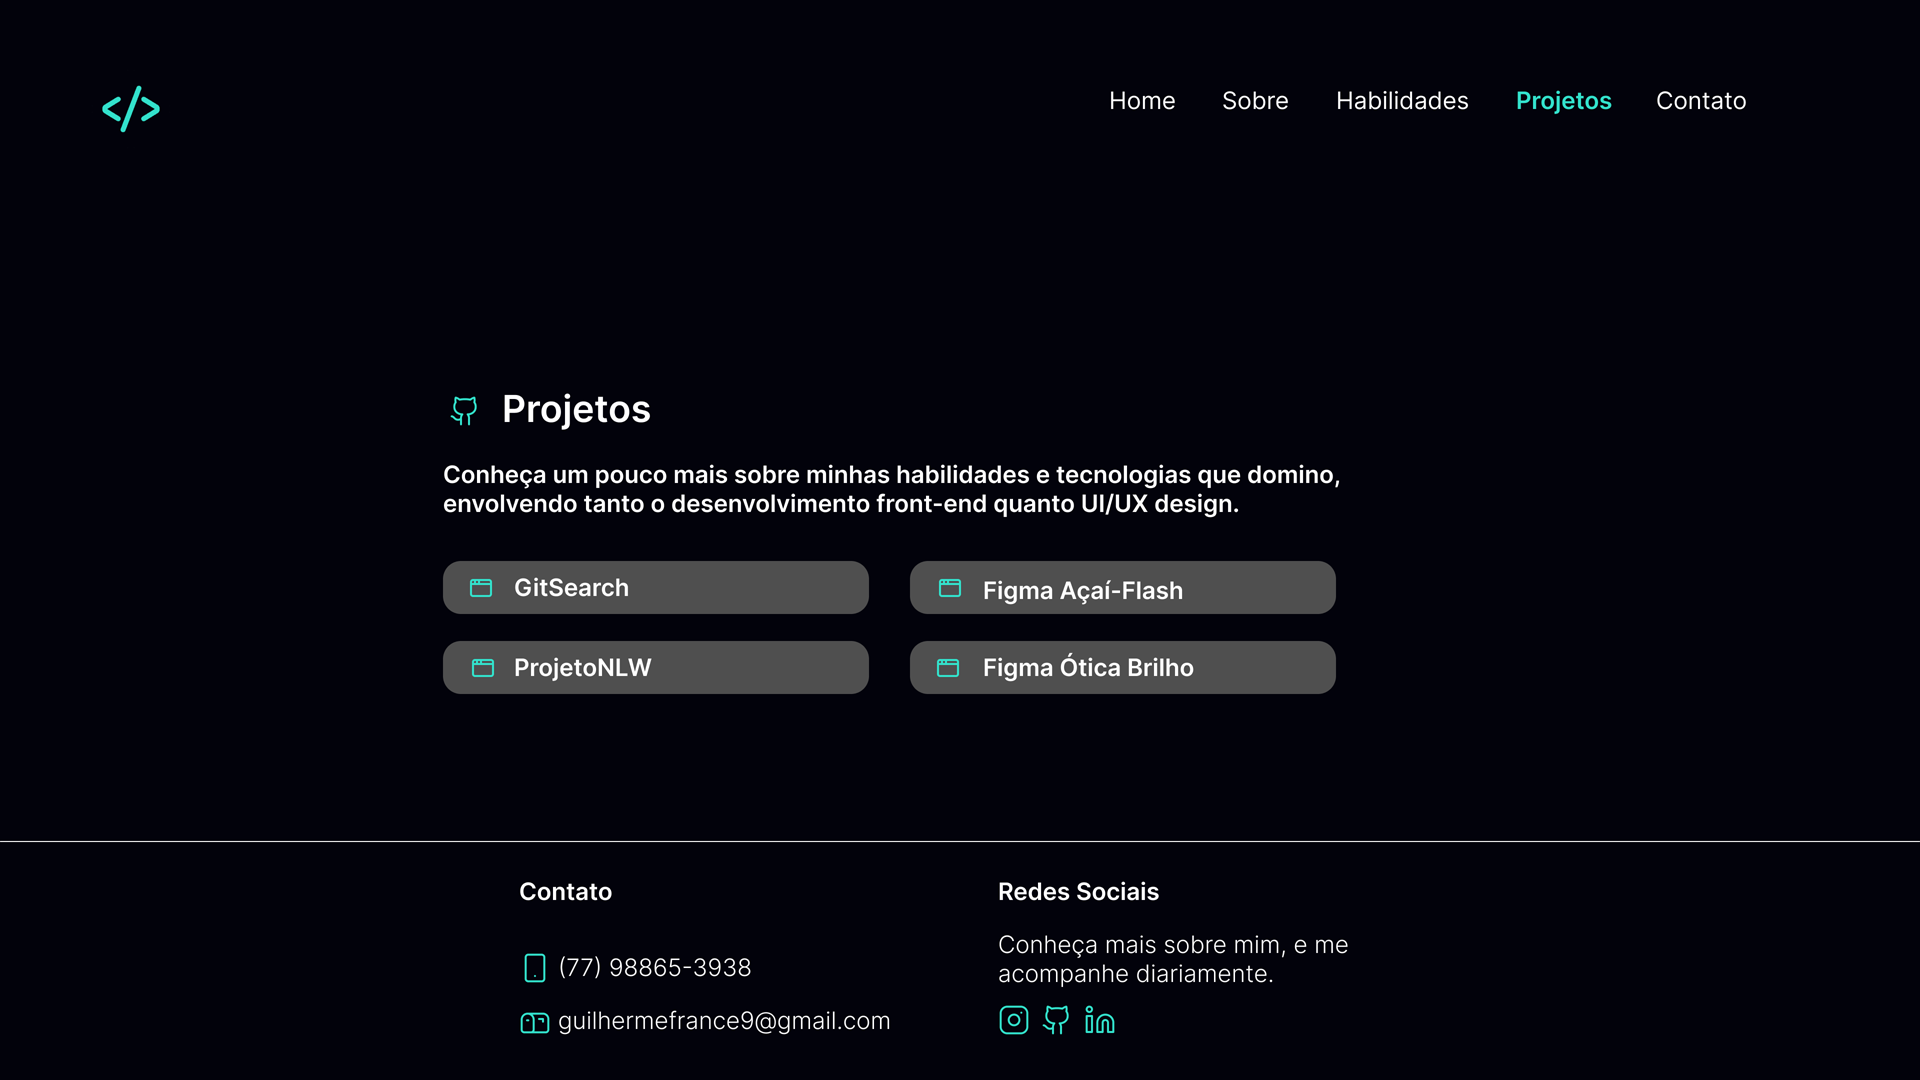 </>
Home Sobre Habilidades Projetos Contato
Projetos
Conheça um pouco mais sobre minhas habilidades e tecnologias que domino,
envolvendo tanto o desenvolvimento front-end quanto UI/UX design.
GitSearch
Figma Açaí-Flash
ProjetoNLW
Figma Ótica Brilho
Contato
(77) 98865-3938
guilhermefrance9@gmail.com
Redes Sociais
Conheça mais sobre mim, e me
acompanhe diariamente.
in